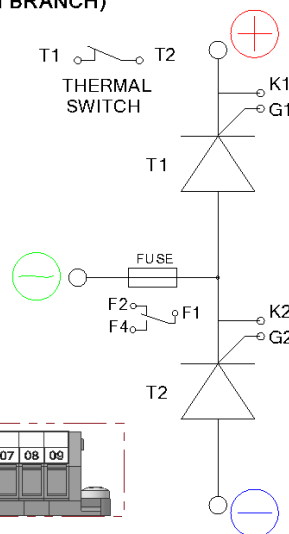 BRANCH)
T1 T2
THERMAL
SWITCH
K1
G1
T1
FUSE
F2 F1
F4
K2
G2
T2
07 08 09